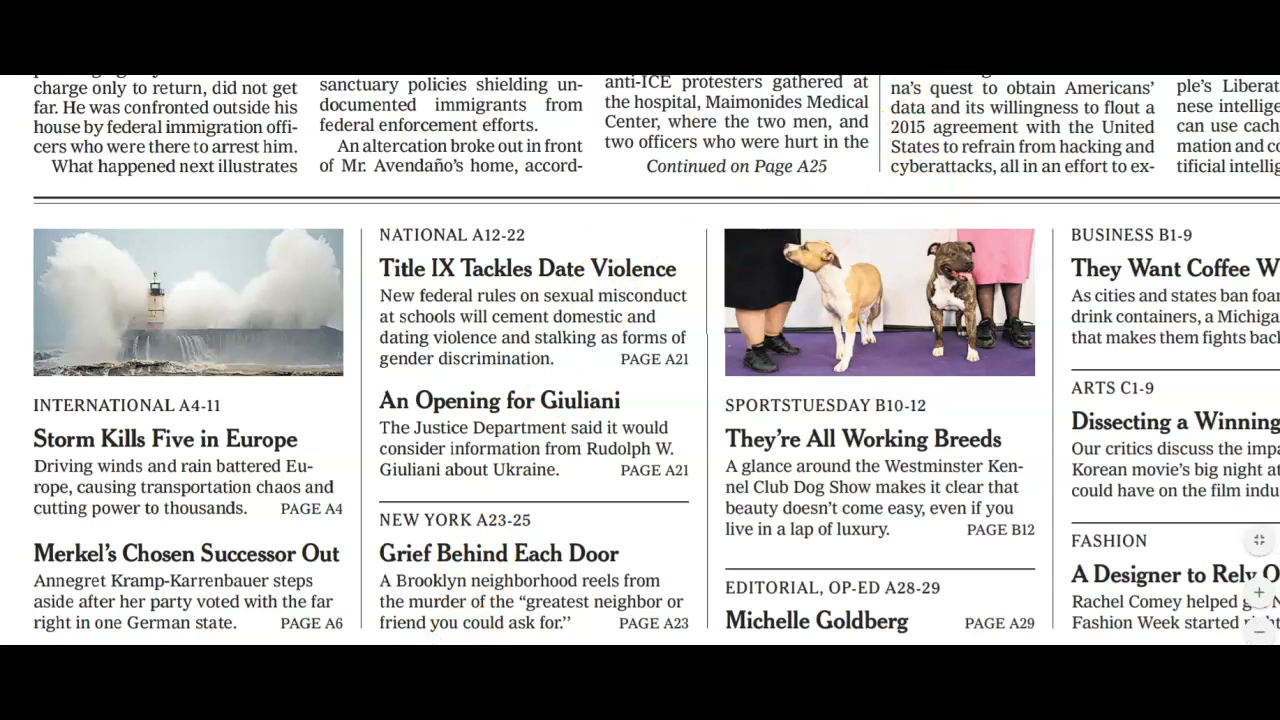 charge only to return, did not get
far. He was confronted outside his
house by federal immigration offi-
cers who were there to arrest him.
What happened next illustrates
sanctuary policies shielding un-
documented immigrants from
federal enforcement efforts.
An altercation broke out in front
of Mr. Avendaño's home, accord-
anti-ICE protesters gathered at
the hospital, Maimonides Medical
Center, where the two men, and
two officers who were hurt in the
Continued on Page A25
na's quest to obtain Americans'
data and its willingness to flout a
2015 agreement with the United
States to refrain from hacking and
cyberattacks, all in an effort to ex-
ple's Liberat
nese intellige
can use cach
mation and co
tificial intellig
INTERNATIONAL A4-11
Storm Kills Five in Europe
Driving winds and rain battered Eu-
rope, causing transportation chaos and
cutting power to thousands. PAGE A4
Merkel's Chosen Successor Out
Annegret Kramp-Karrenbauer steps
aside after her party voted with the far
right in one German state. PAGE A6
NATIONAL A12-22
Title IX Tackles Date Violence
New federal rules on sexual misconduct
at schools will cement domestic and
dating violence and stalking as forms of
gender discrimination. PAGE A21
An Opening for Giuliani
The Justice Department said it would
consider information from Rudolph W.
Giuliani about Ukraine. PAGE A21
NEW YORK A23-25
Grief Behind Each Door
A Brooklyn neighborhood reels from
the murder of the “greatest neighbor or
friend you could ask for.’’ PAGE A23
SPORTSTUESDAY B10-12
They're All Working Breeds
A glance around the Westminster Ken-
nel Club Dog Show makes it clear that
beauty doesn't come easy, even if you
live in a lap of luxury. PAGE B12
EDITORIAL, OP-ED A28-29
Michelle Goldberg PAGE A29
BUSINESS B1-9
They Want Coffee W
As cities and states ban foa
drink containers, a Michiga
that makes them fights back
ARTS C1-9
Dissecting a Winning
Our critics discuss the impa
Korean movie's big night at
could have on the film indu
FASHION
A Designer to Rely O
Rachel Comey helped
Fashion Week started